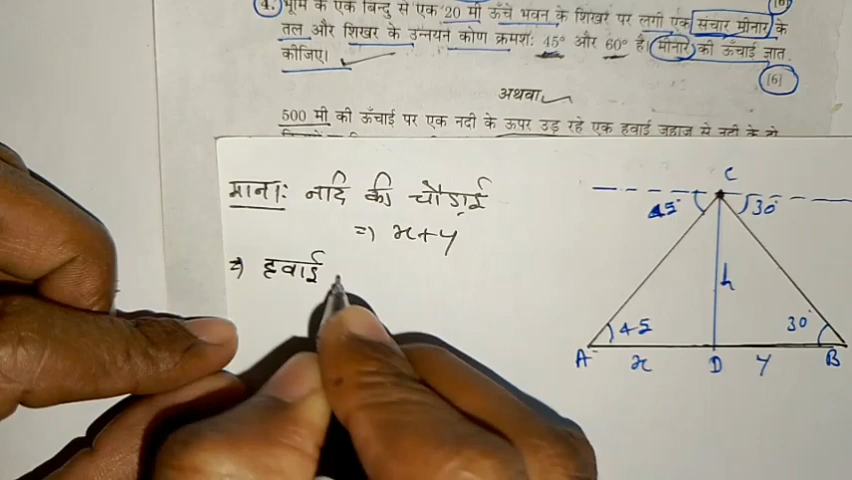 4. भूमि के एक बिन्दु से एक 20 मी ऊँचे भवन के शिखर पर लगी एक संचार मीनार के
तल और शिखर के उन्नयन कोण क्रमशः 45° और 60° है। मीनार की ऊँचाई ज्ञात
कीजिए।
[6]
अथवा
500 मी की ऊँचाई पर एक नदी के ऊपर उड़ रहे एक हवाई जहाज से नदी के दो
मानाः नदि की चौड़ाई
=) x+y
=) हवाई
C
45° 30°
h
45 30°
A x D y B